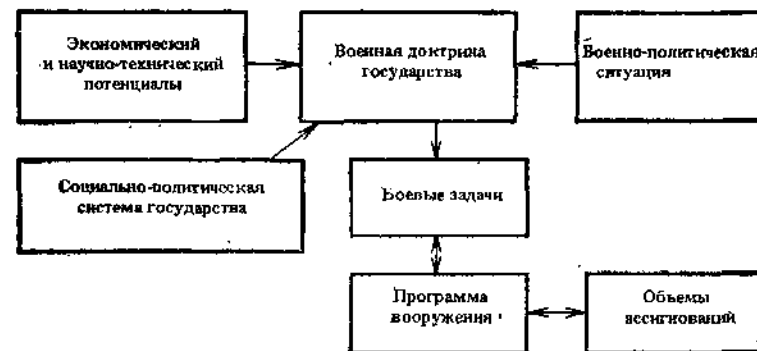 Экономический
и научно-технический
потенциалы
Военная доктрина
государства
Военно-политическая
ситуация
Социально-политическая
система государства
Боевые задачи
Программа
вооружения
Объемы
ассигнований